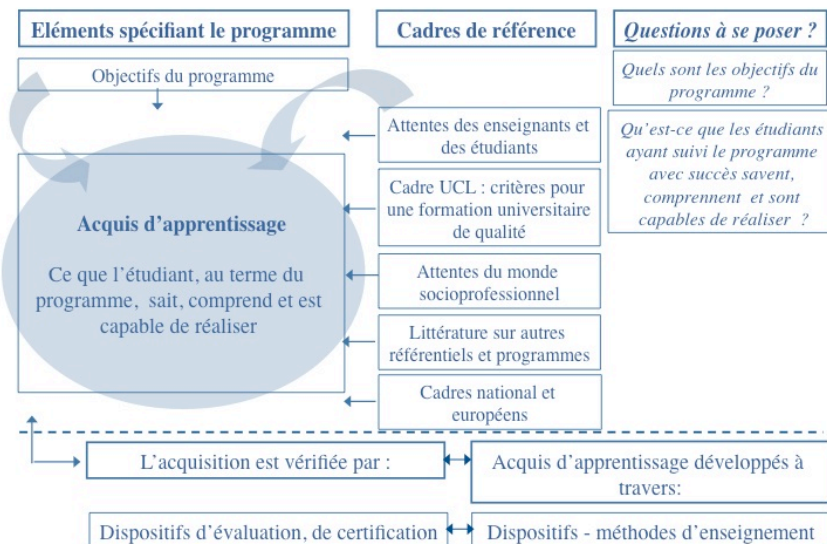 Eléments spécifiant le programme
Cadres de référence
Questions à se poser ?
Objectifs du programme
Quels sont les objectifs du
programme ?
Attentes des enseignants et
des étudiants
Qu’est-ce que les étudiants
ayant suivi le programme
avec succès savent,
comprennent et sont
capables de réaliser ?
Acquis d’apprentissage
Ce que l’étudiant, au terme du
programme, sait, comprend et est
capable de réaliser
Cadre UCL : critères pour
une formation universitaire
de qualité
Attentes du monde
socioprofessionnel
Littérature sur autres
référentiels et programmes
Cadres national et
européens
L’acquisition est vérifiée par :
Acquis d’apprentissage développés à
travers:
Dispositifs d’évaluation, de certification
Dispositifs - méthodes d’enseignement